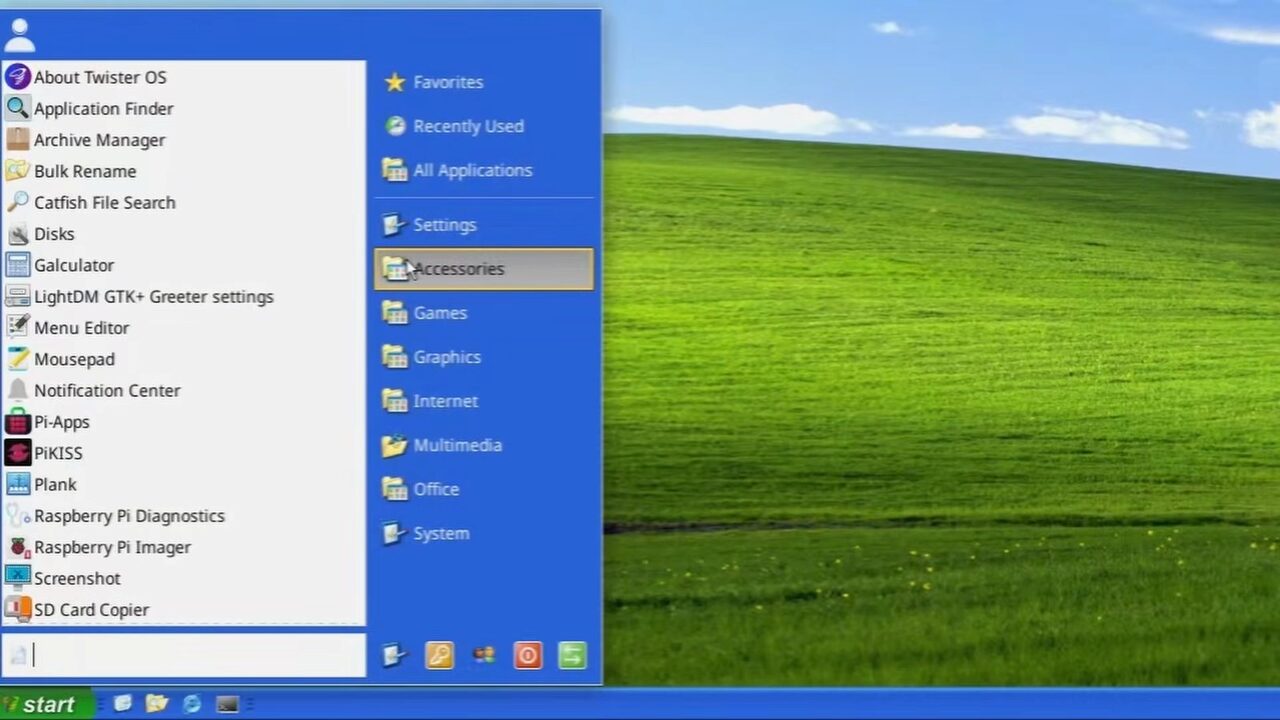 About Twister OS
Application Finder
Archive Manager
Bulk Rename
Catfish File Search
Disks
Galculator
LightDM GTK+ Greeter settings
Menu Editor
Mousepad
Notification Center
Pi-Apps
PiKISS
Plank
Raspberry Pi Diagnostics
Raspberry Pi Imager
Screenshot
SD Card Copier
Favorites
Recently Used
All Applications
Settings
Accessories
Games
Graphics
Internet
Multimedia
Office
System
start